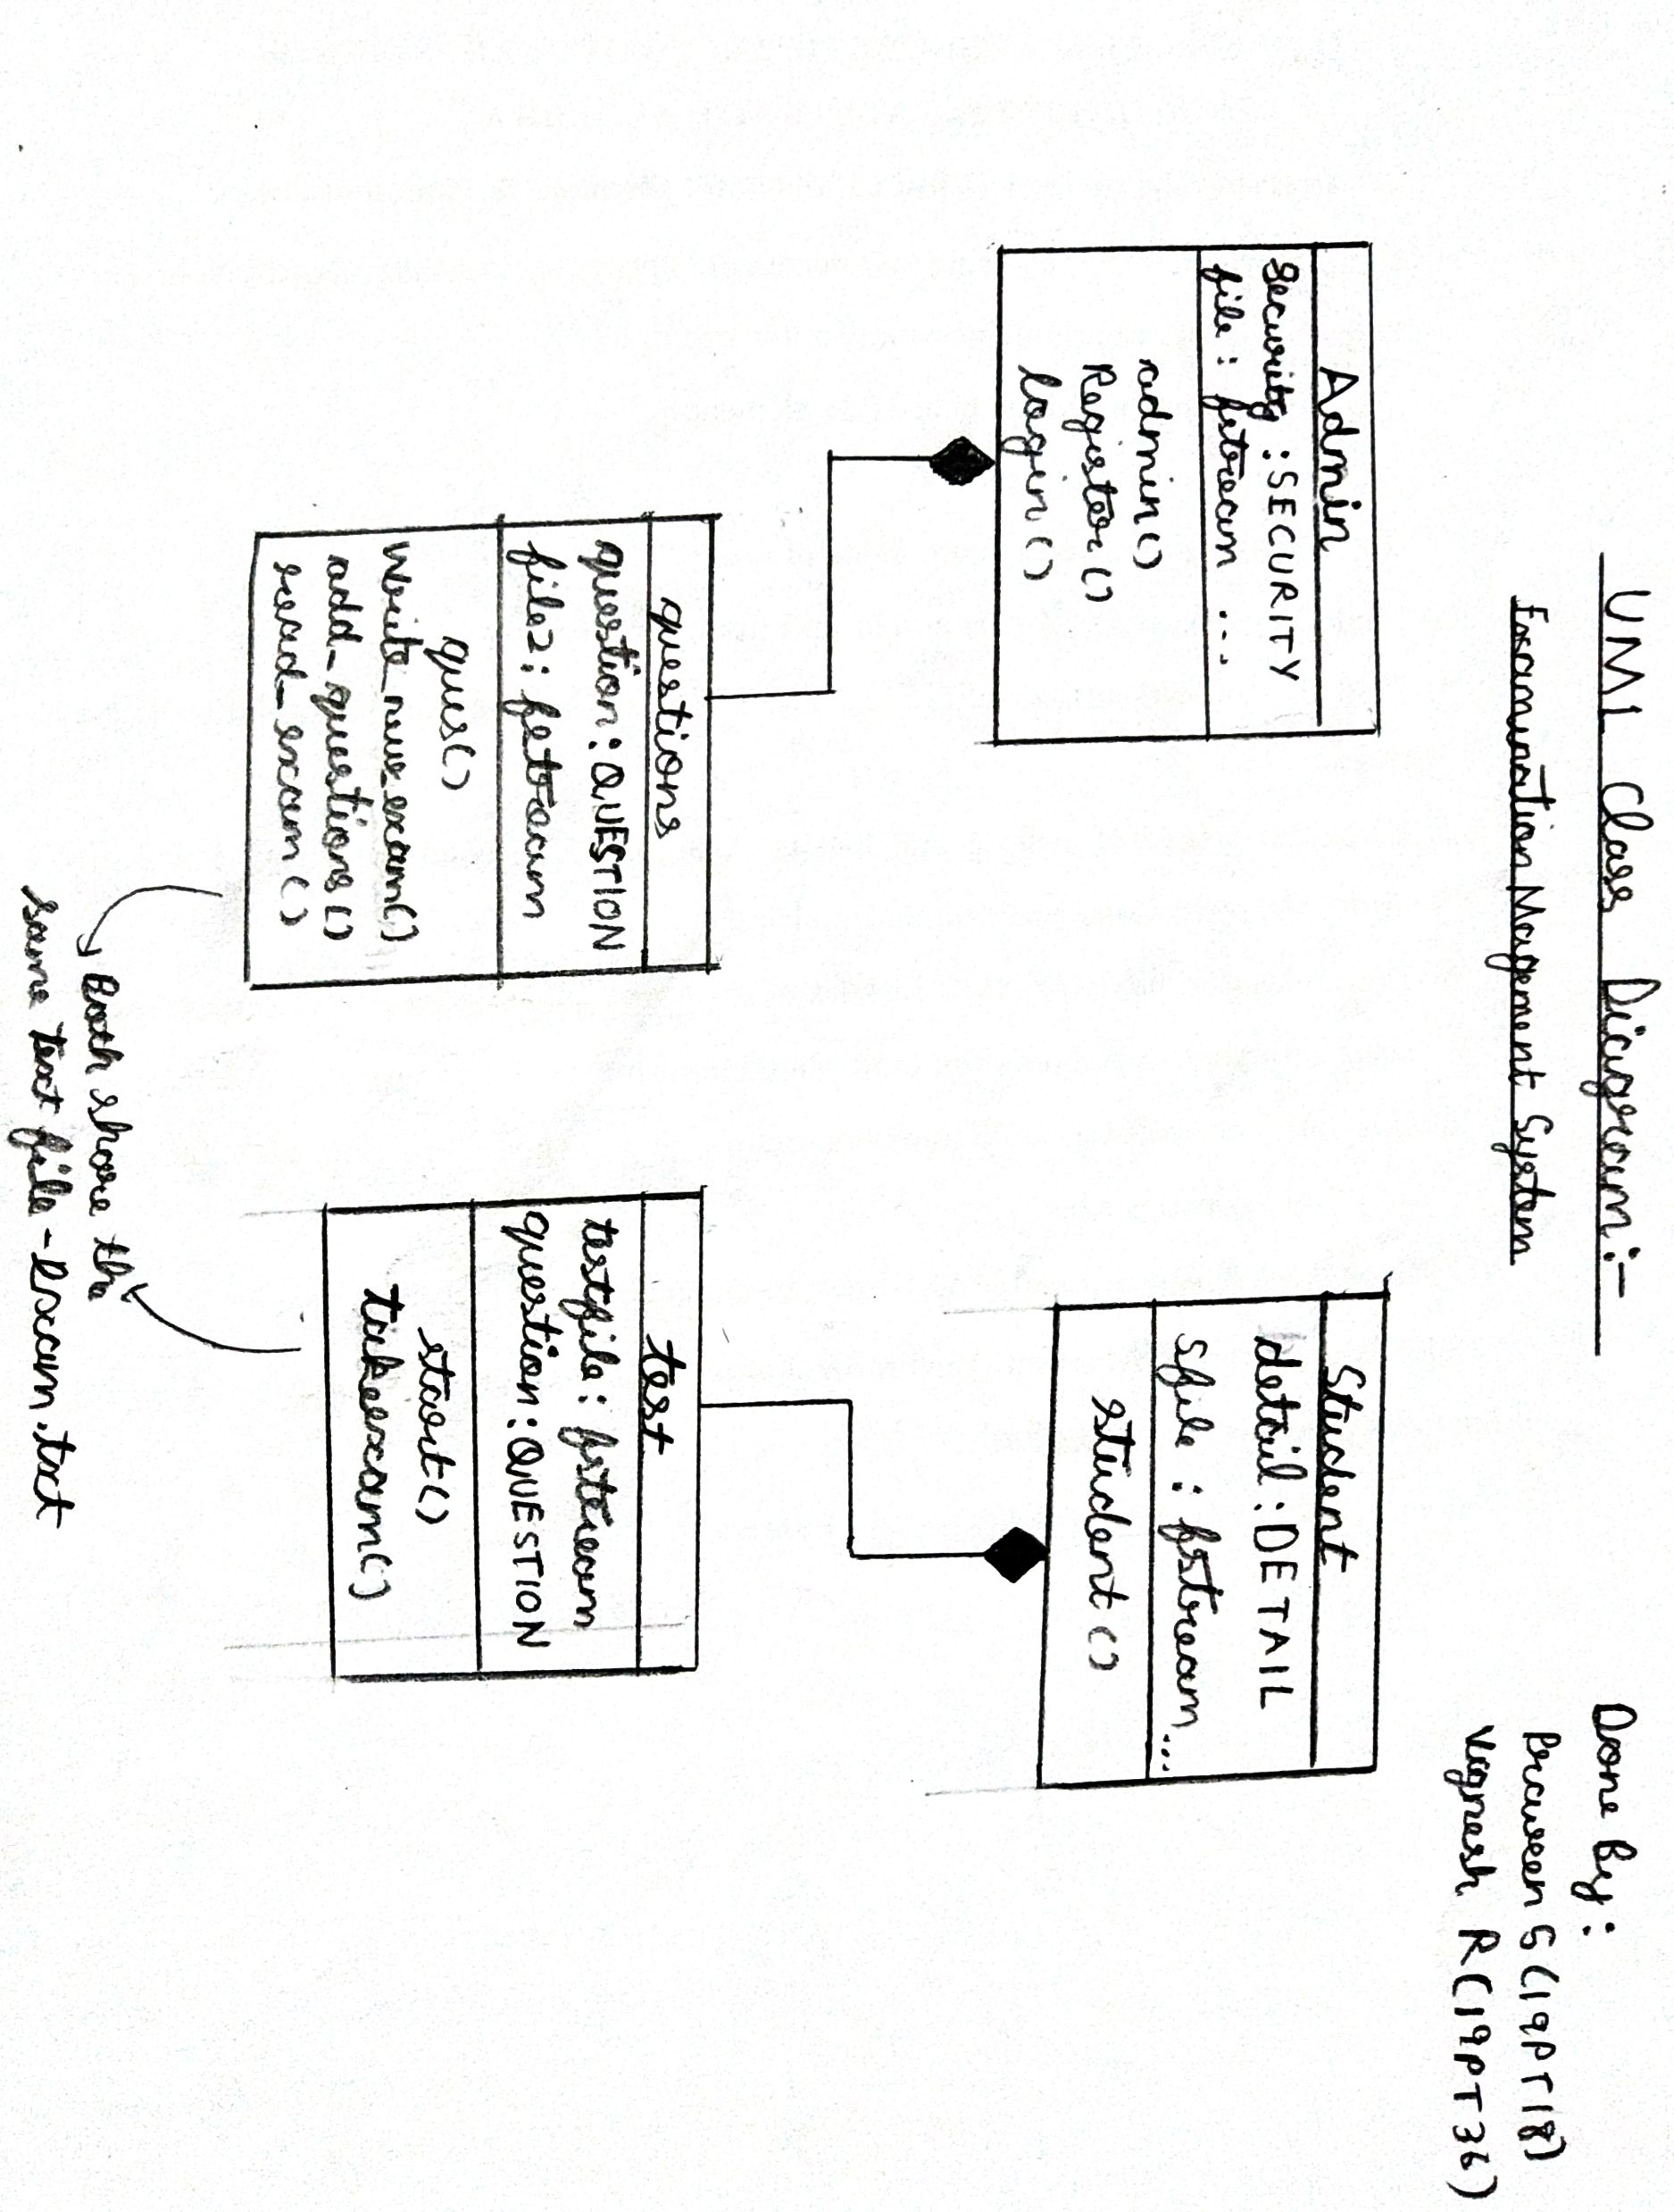 UML Class Diagram:-
Examination Magement System
Done By:
Praveen S (19PT18)
Vignesh R (19PT36)
Admin
Security : SECURITY
file : fstream ...
admin()
Register()
login()
Student
detail : DETAIL
sfile : fstream...
student()
questions
question : QUESTION
file2 : fstream
ques()
write_new_exam()
add_questions()
read_exam()
test
testfile : fstream
question : QUESTION
start()
takeexam()
Both share the
same text file - exam.txt